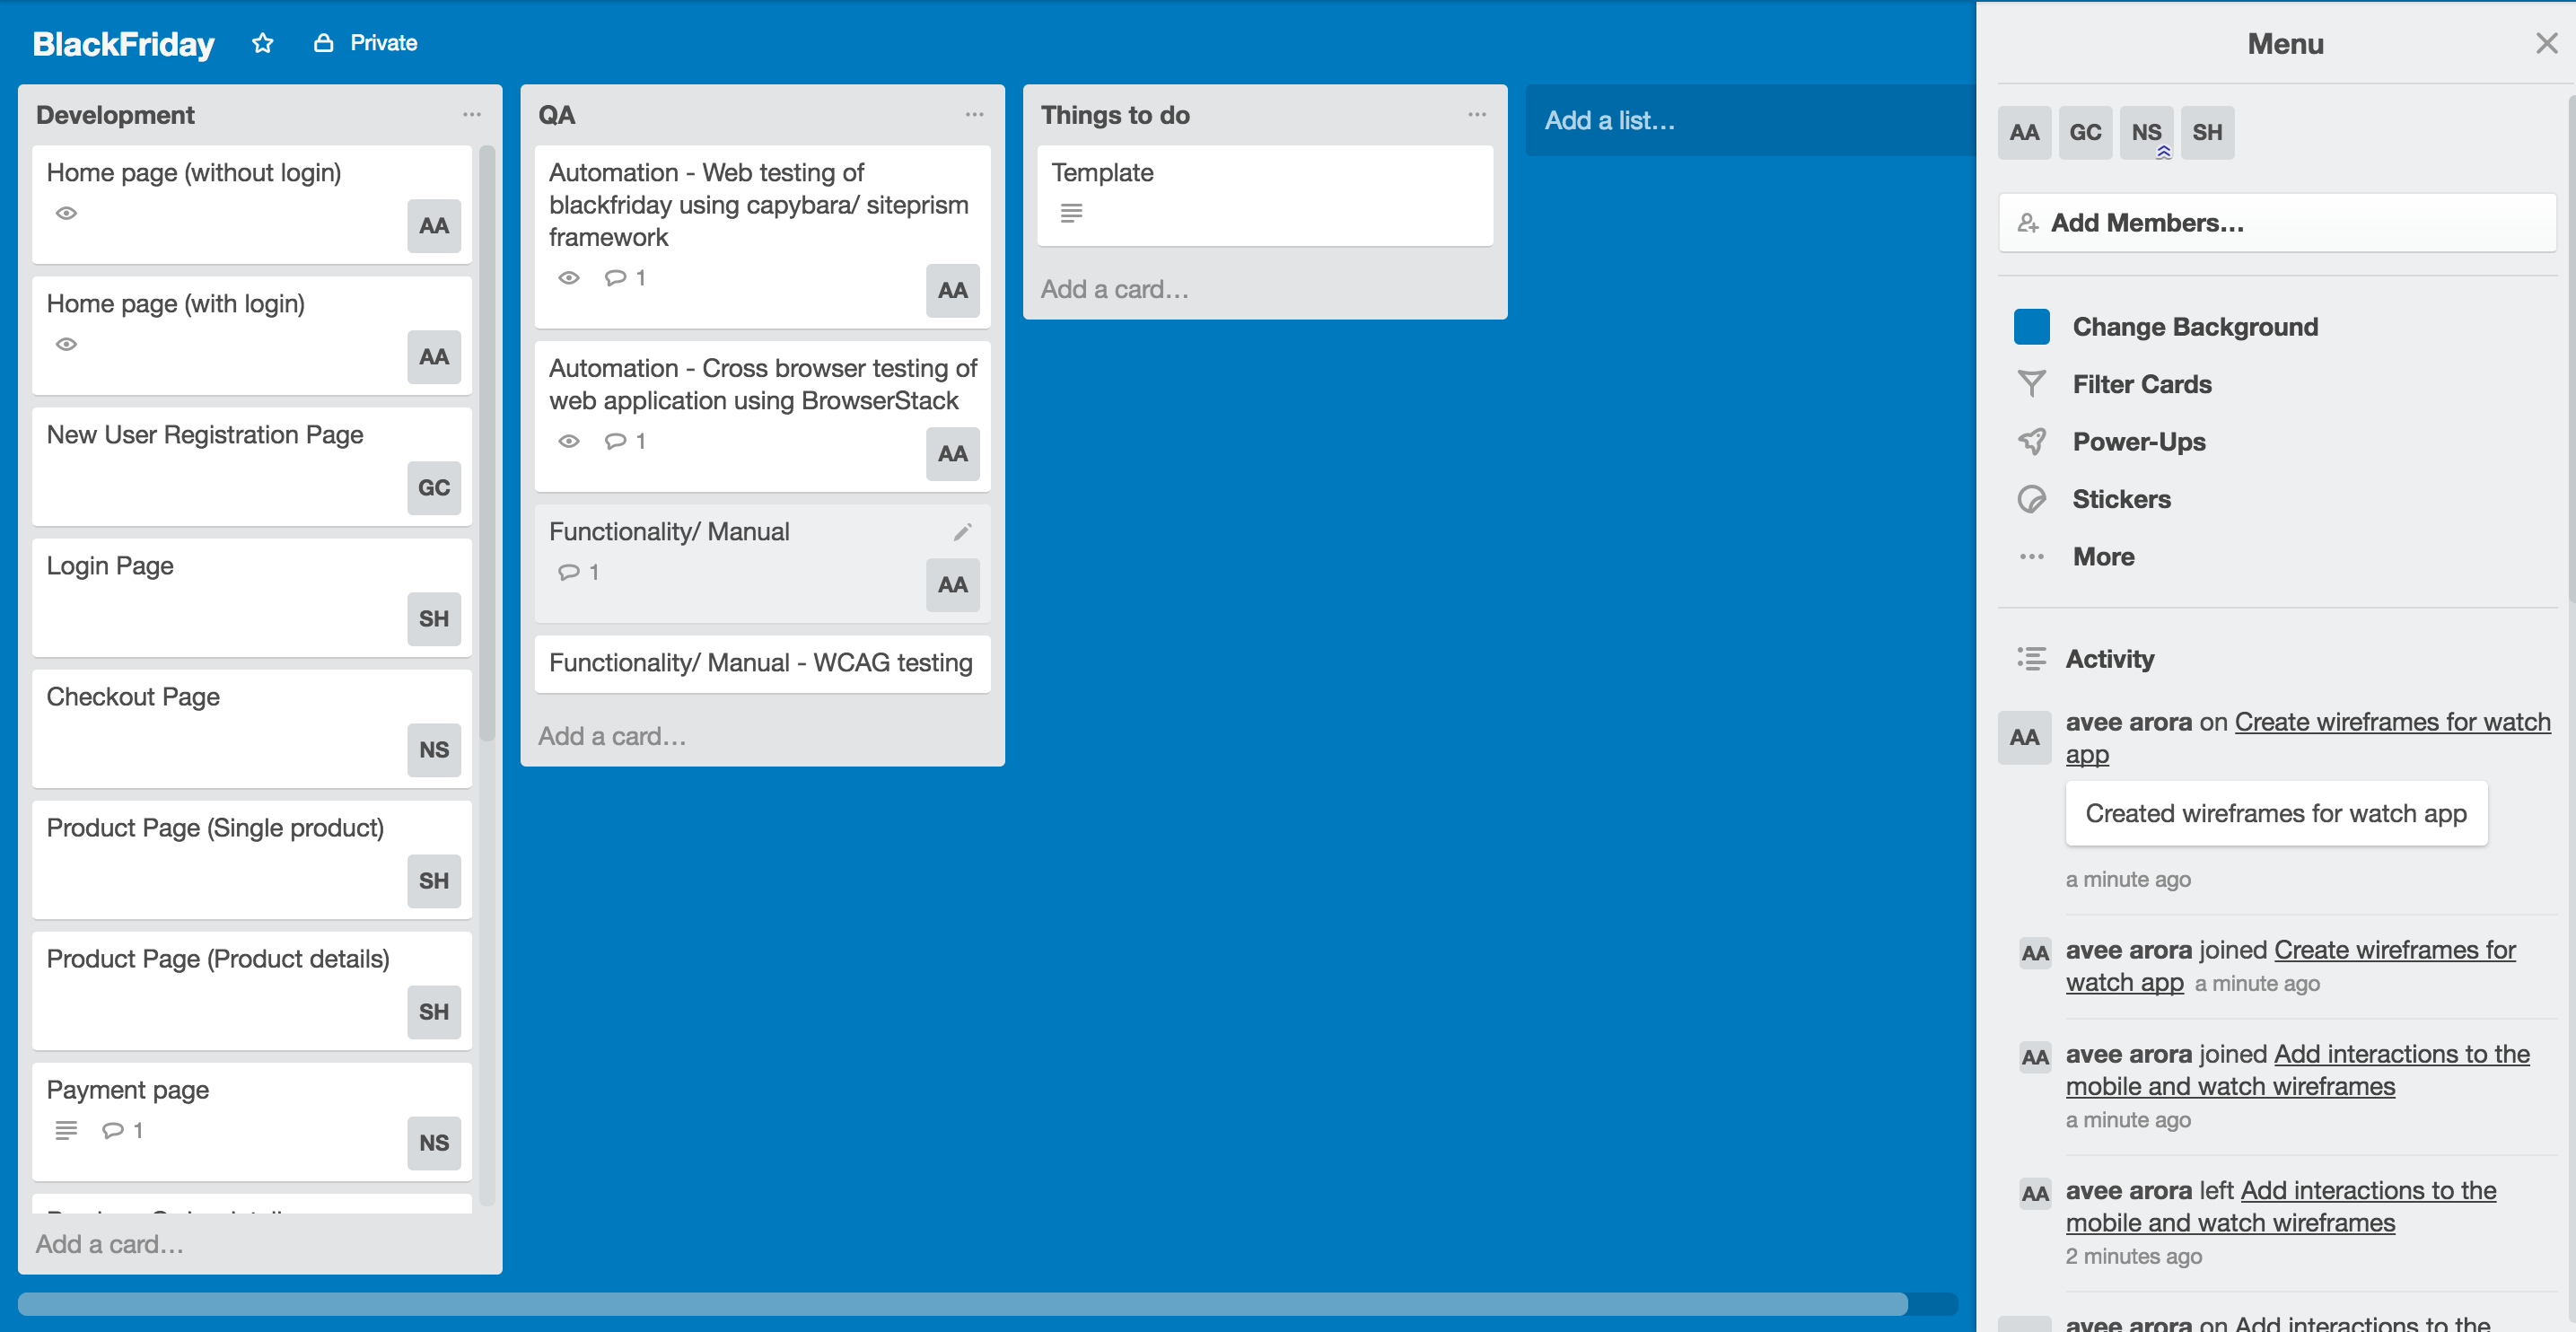 BlackFriday
Private
Development
Home page (without login)
AA
Home page (with login)
AA
New User Registration Page
GC
Login Page
SH
Checkout Page
NS
Product Page (Single product)
SH
Product Page (Product details)
SH
Payment page
1
NS
Add a card…
QA
Automation - Web testing of
blackfriday using capybara/ siteprism
framework
1
AA
Automation - Cross browser testing of
web application using BrowserStack
1
AA
Functionality/ Manual
1
AA
Functionality/ Manual - WCAG testing
Add a card…
Things to do
Template
Add a card…
Add a list…
Menu
AA GC NS SH
Add Members…
Change Background
Filter Cards
Power-Ups
Stickers
More
Activity
AA
avee arora on Create wireframes for watch
app
Created wireframes for watch app
a minute ago
AA
avee arora joined Create wireframes for
watch app a minute ago
AA
avee arora joined Add interactions to the
mobile and watch wireframes
a minute ago
AA
avee arora left Add interactions to the
mobile and watch wireframes
2 minutes ago
avee arora on Add interactions to the